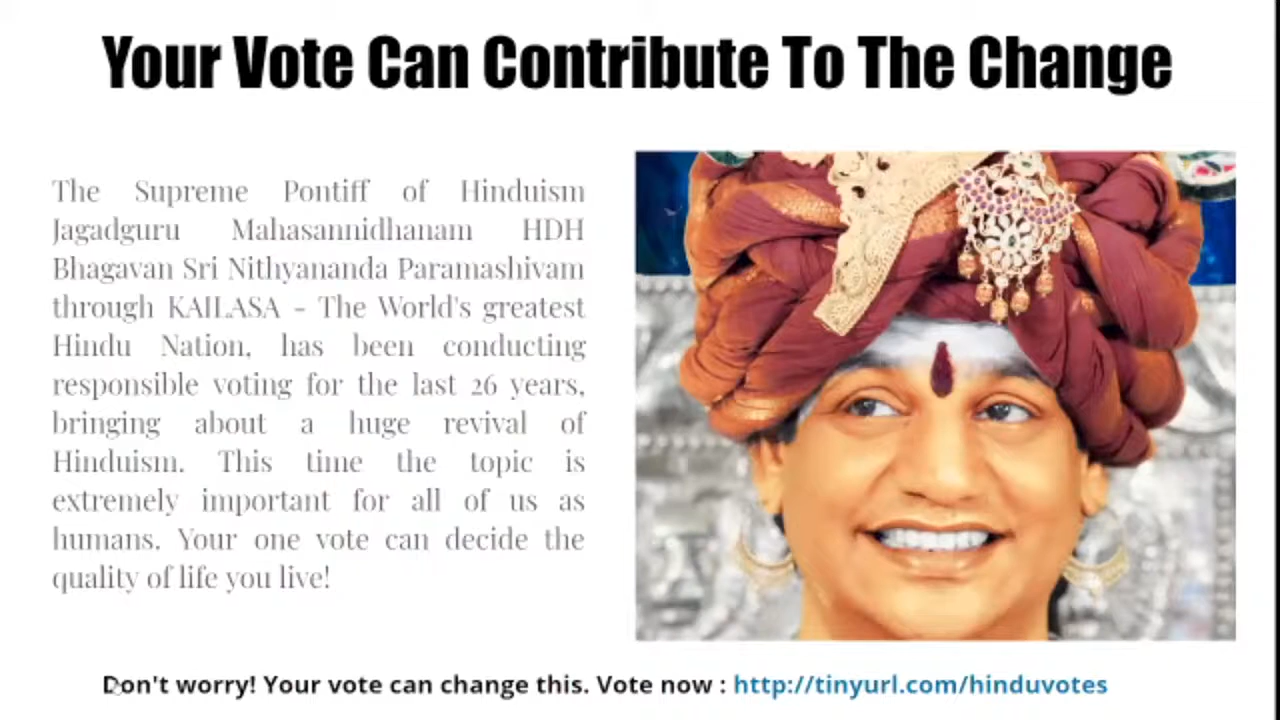 Your Vote Can Contribute To The Change
The Supreme Pontiff of Hinduism
Jagadguru Mahasannidhanam HDH
Bhagavan Sri Nithyananda Paramashivam
through KAILASA - The World's greatest
Hindu Nation, has been conducting
responsible voting for the last 26 years,
bringing about a huge revival of
Hinduism. This time the topic is
extremely important for all of us as
humans. Your one vote can decide the
quality of life you live!
Don't worry! Your vote can change this. Vote now : http://tinyurl.com/hinduvotes